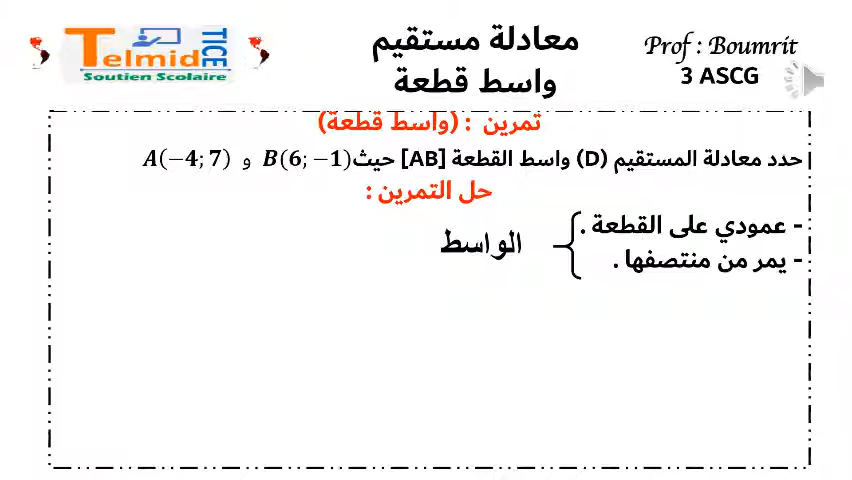 Telmid TICE
Soutien Scolaire
معادلة مستقيم
واسط قطعة
Prof : Boumrit
3 ASCG
تمرين : (واسط قطعة)
حدد معادلة المستقيم (D) واسط القطعة [AB] حيث B(6; −1) و A(−4; 7)
حل التمرين :
- عمودي على القطعة .
الواسط
- يمر من منتصفها .